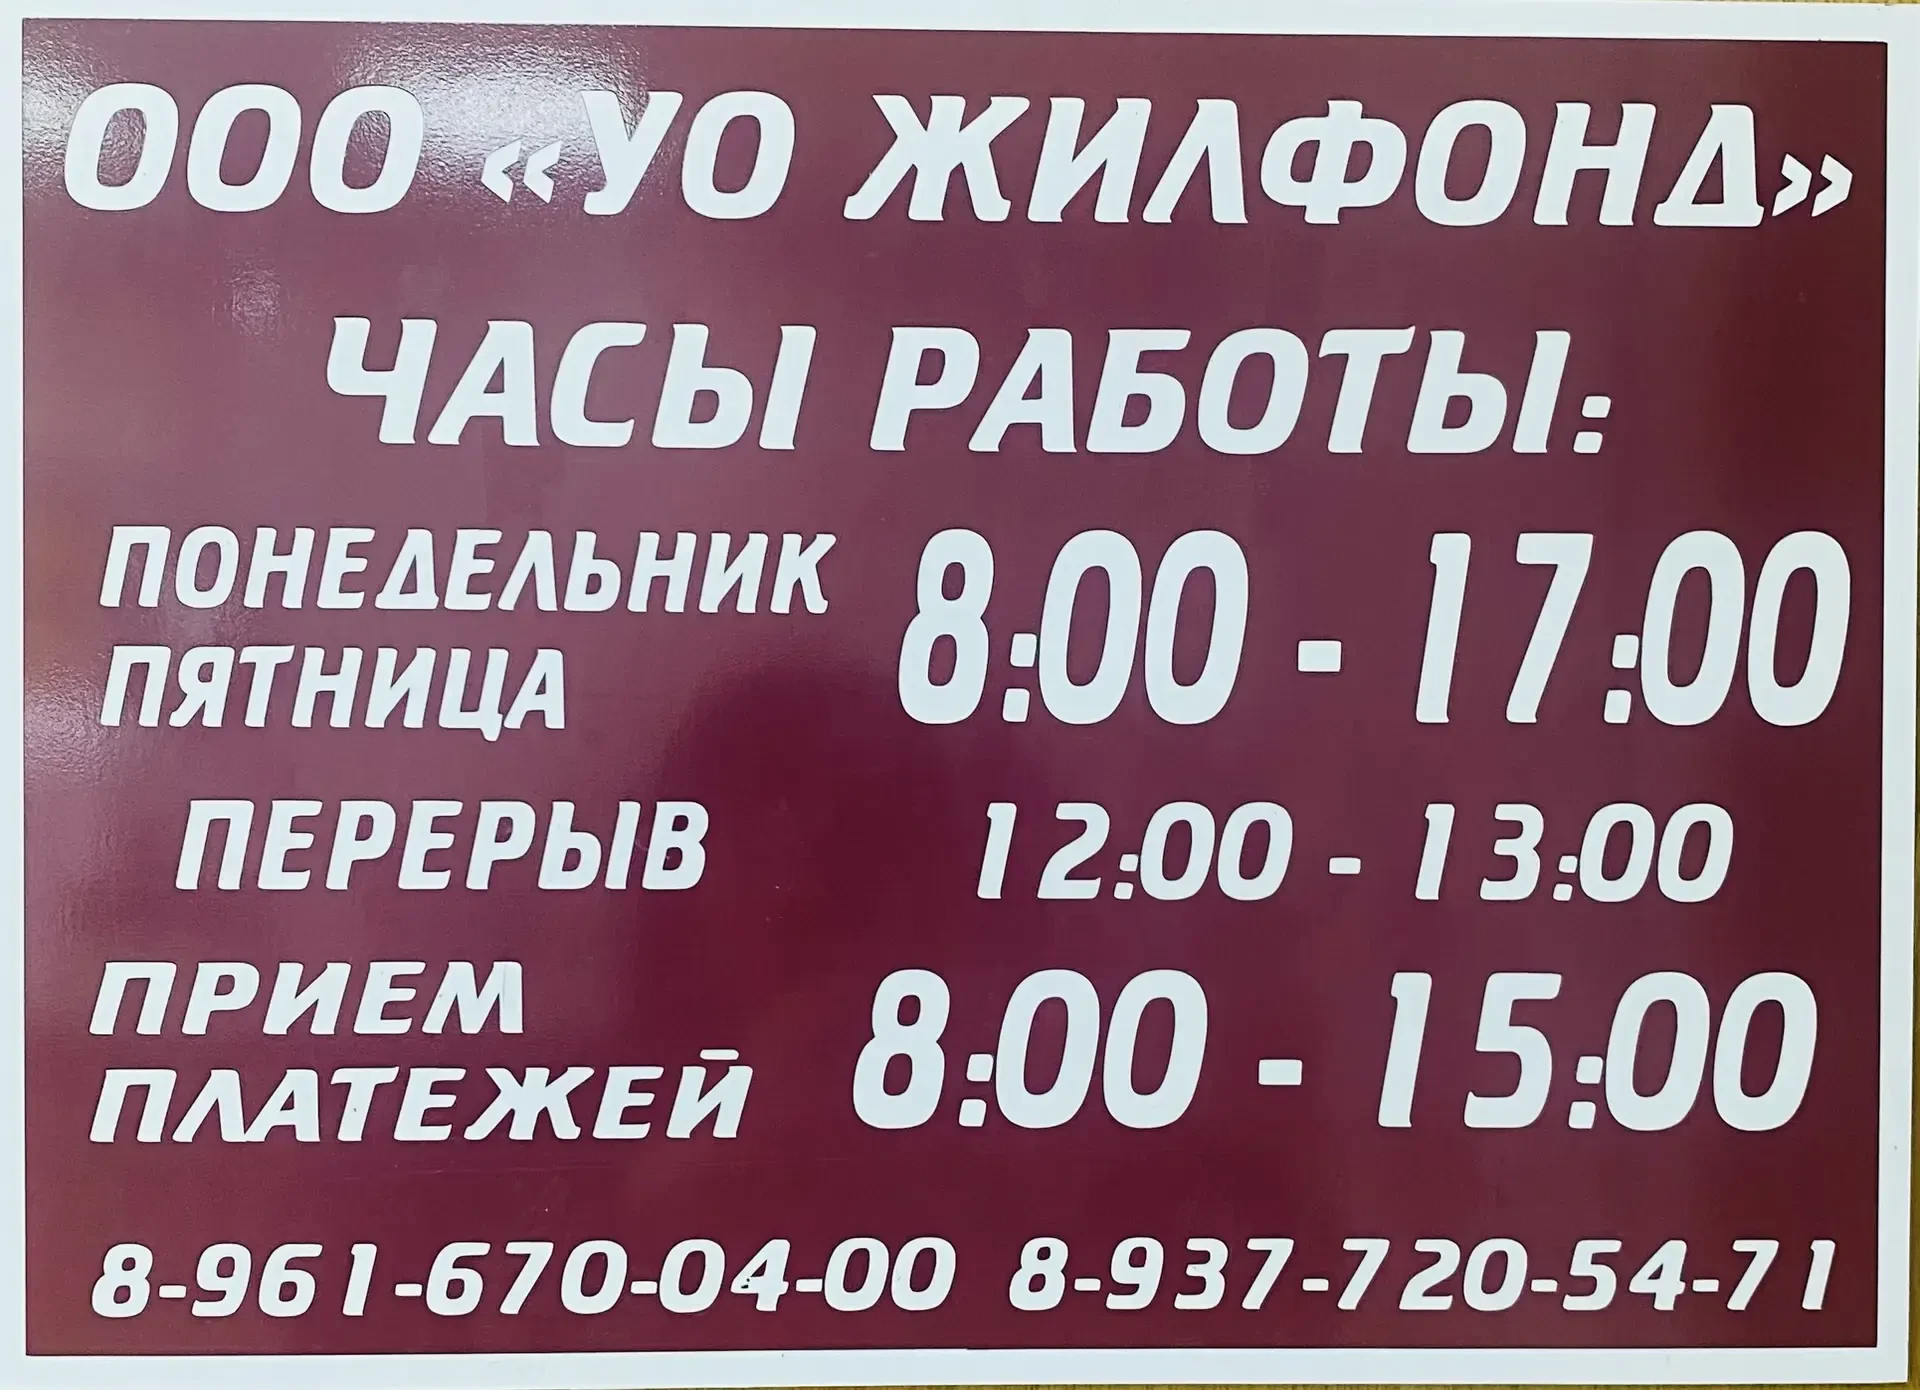 ООО «УО ЖИЛФОНД»
ЧАСЫ РАБОТЫ:
ПОНЕДЕЛЬНИК
ПЯТНИЦА
8:00 - 17:00
ПЕРЕРЫВ 12:00 - 13:00
ПРИЕМ
ПЛАТЕЖЕЙ
8:00 - 15:00
8-961-670-04-00 8-937-720-54-71